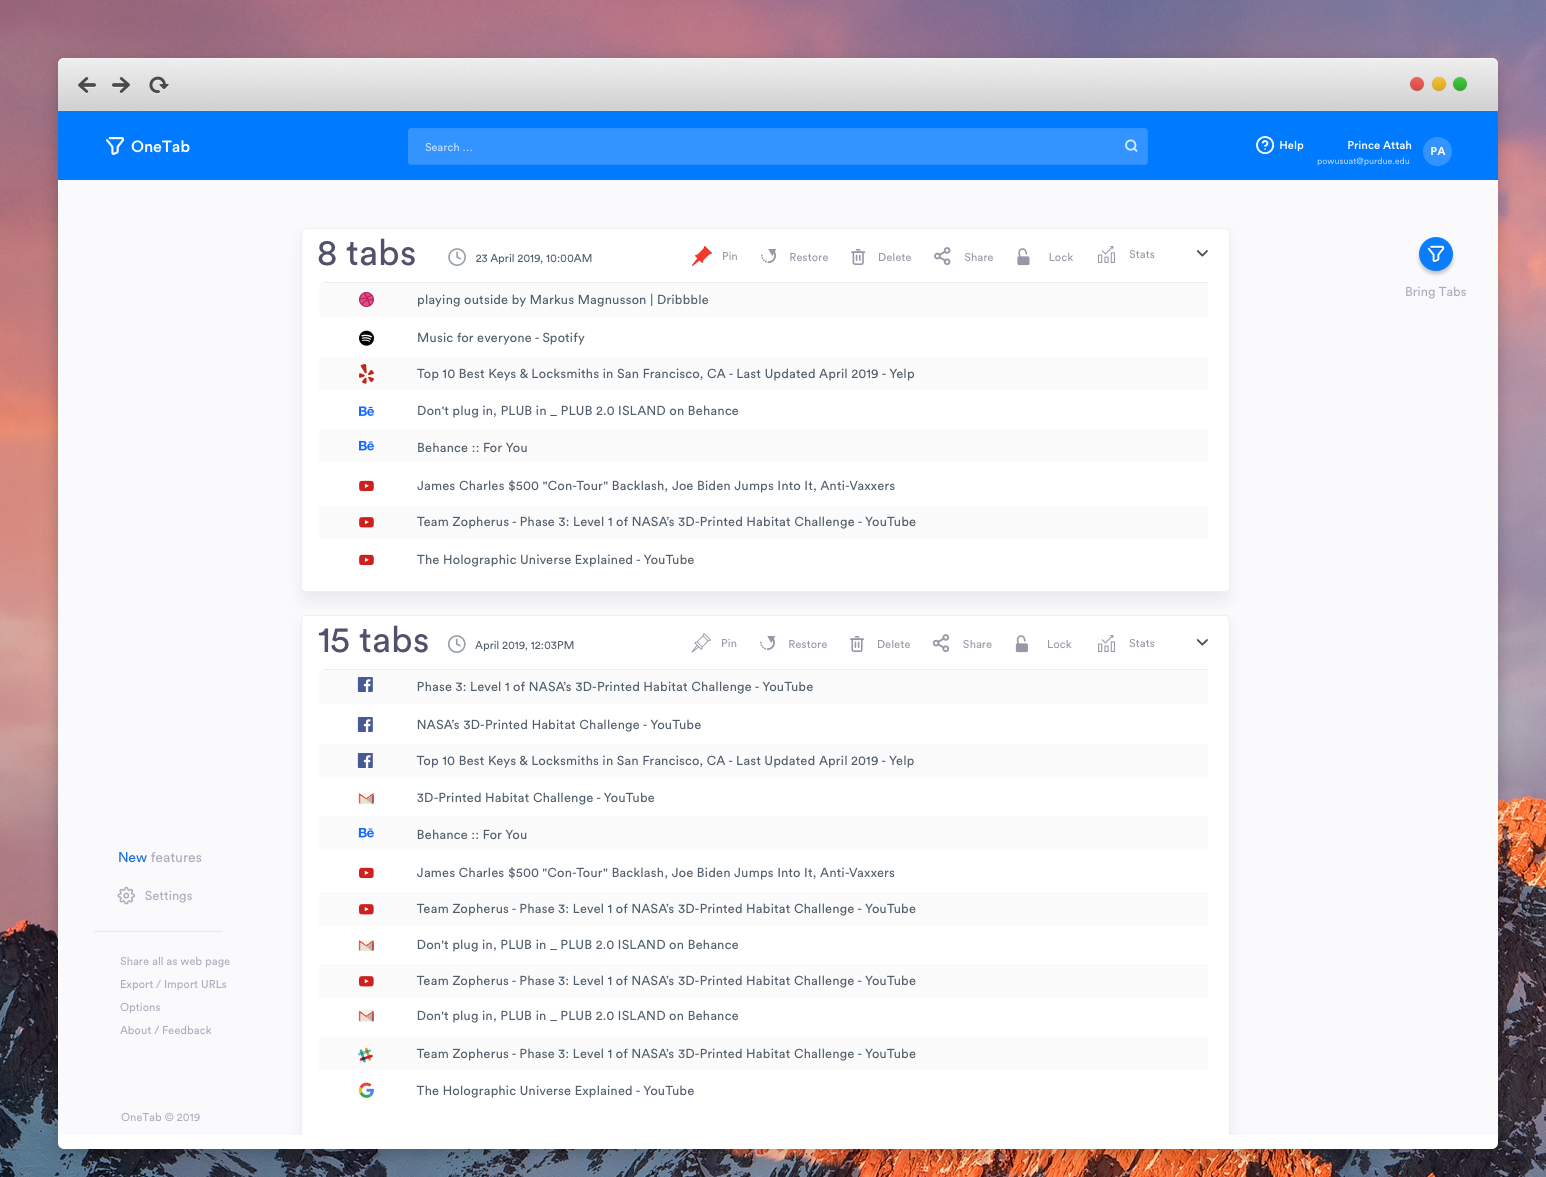 OneTab
Search ...
Help
Prince Attah
powusuat@purdue.edu
PA
8 tabs
23 April 2019, 10:00AM
Pin
Restore
Delete
Share
Lock
Stats
playing outside by Markus Magnusson | Dribbble
Music for everyone - Spotify
Top 10 Best Keys & Locksmiths in San Francisco, CA - Last Updated April 2019 - Yelp
Bē Don't plug in, PLUB in _ PLUB 2.0 ISLAND on Behance
Bē Behance :: For You
James Charles $500 "Con-Tour" Backlash, Joe Biden Jumps Into It, Anti-Vaxxers
Team Zopherus - Phase 3: Level 1 of NASA's 3D-Printed Habitat Challenge - YouTube
The Holographic Universe Explained - YouTube
Bring Tabs
15 tabs
April 2019, 12:03PM
Pin
Restore
Delete
Share
Lock
Stats
Phase 3: Level 1 of NASA's 3D-Printed Habitat Challenge - YouTube
NASA's 3D-Printed Habitat Challenge - YouTube
Top 10 Best Keys & Locksmiths in San Francisco, CA - Last Updated April 2019 - Yelp
3D-Printed Habitat Challenge - YouTube
Bē Behance :: For You
James Charles $500 "Con-Tour" Backlash, Joe Biden Jumps Into It, Anti-Vaxxers
Team Zopherus - Phase 3: Level 1 of NASA's 3D-Printed Habitat Challenge - YouTube
Don't plug in, PLUB in _ PLUB 2.0 ISLAND on Behance
Team Zopherus - Phase 3: Level 1 of NASA's 3D-Printed Habitat Challenge - YouTube
Don't plug in, PLUB in _ PLUB 2.0 ISLAND on Behance
Team Zopherus - Phase 3: Level 1 of NASA's 3D-Printed Habitat Challenge - YouTube
The Holographic Universe Explained - YouTube
New features
Settings
Share all as web page
Export / Import URLs
Options
About / Feedback
OneTab © 2019